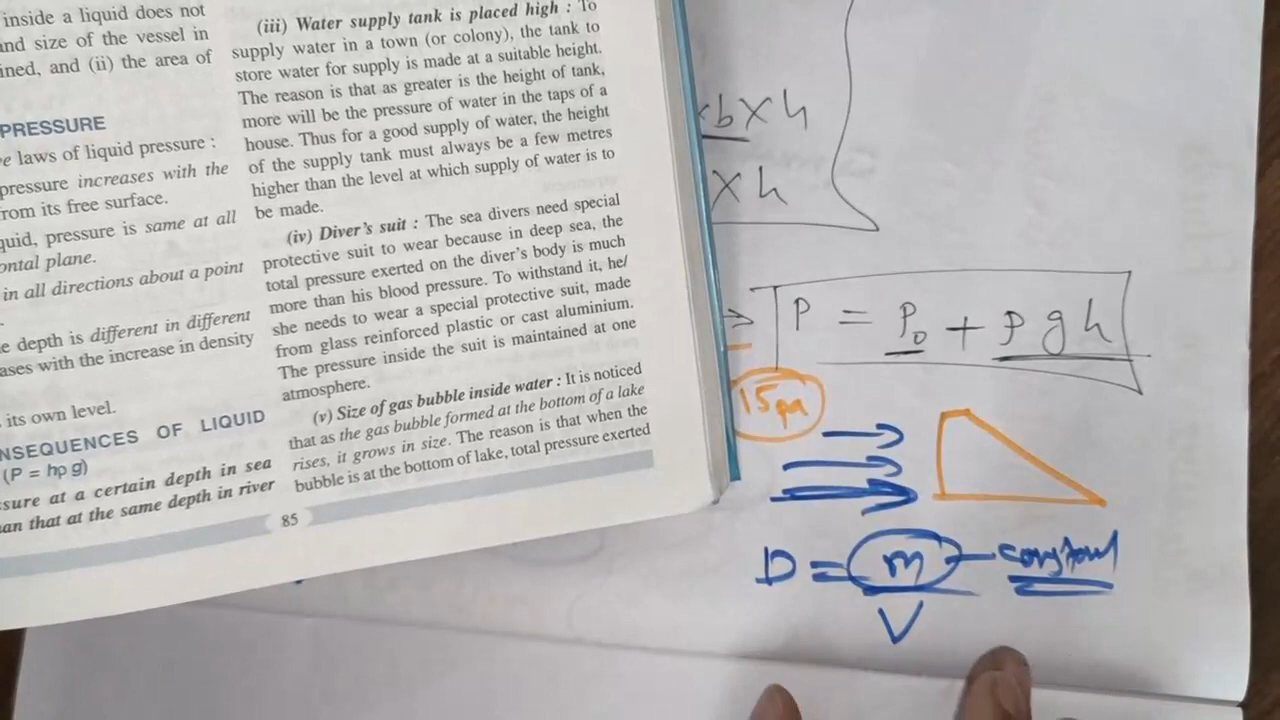 inside a liquid does not
and size of the vessel in
ined, and (ii) the area of
PRESSURE
e laws of liquid pressure :
pressure increases with the
from its free surface.
quid, pressure is same at all
ontal plane.
in all directions about a point
e depth is different in different
ases with the increase in density
its own level.
NSEQUENCES OF LIQUID
(P = hρg)
ssure at a certain depth in sea
an that at the same depth in river
(iii) Water supply tank is placed high : To
supply water in a town (or colony), the tank to
store water for supply is made at a suitable height.
The reason is that as greater is the height of tank,
more will be the pressure of water in the taps of a
house. Thus for a good supply of water, the height
of the supply tank must always be a few metres
higher than the level at which supply of water is to
be made.
(iv) Diver's suit : The sea divers need special
protective suit to wear because in deep sea, the
total pressure exerted on the diver's body is much
more than his blood pressure. To withstand it, he/
she needs to wear a special protective suit, made
from glass reinforced plastic or cast aluminium.
The pressure inside the suit is maintained at one
atmosphere.
(v) Size of gas bubble inside water : It is noticed
that as the gas bubble formed at the bottom of a lake
rises, it grows in size. The reason is that when the
bubble is at the bottom of lake, total pressure exerted
85
×b×h
×h
⇒ P = P₀ + ρgh
15m
D = m/V constant